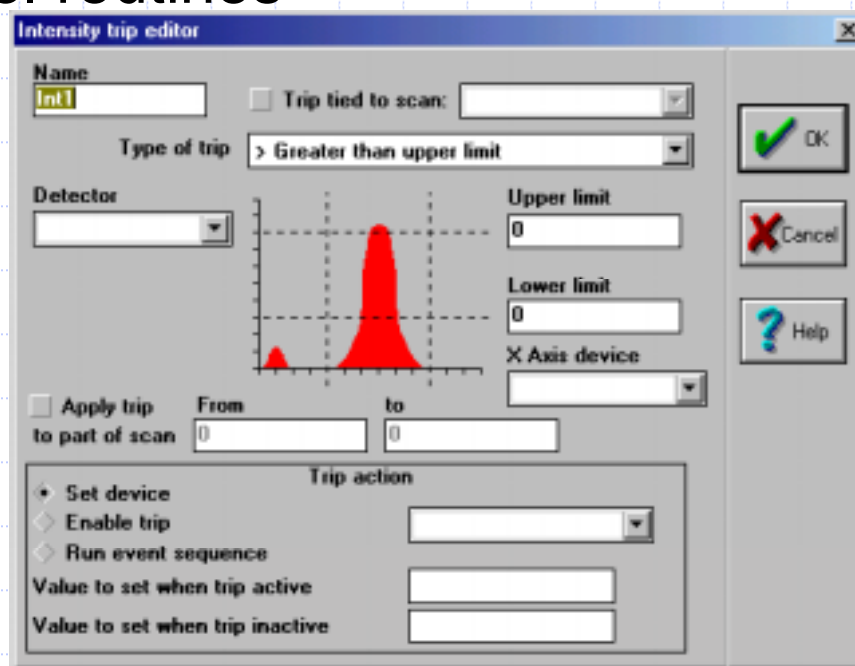 routines
Intensity trip editor
Name
Int1
Trip tied to scan:
Type of trip
> Greater than upper limit
OK
Detector
Upper limit
0
Cancel
Lower limit
0
Help
X Axis device
Apply trip
to part of scan
From
0
to
0
Trip action
Set device
Enable trip
Run event sequence
Value to set when trip active
Value to set when trip inactive